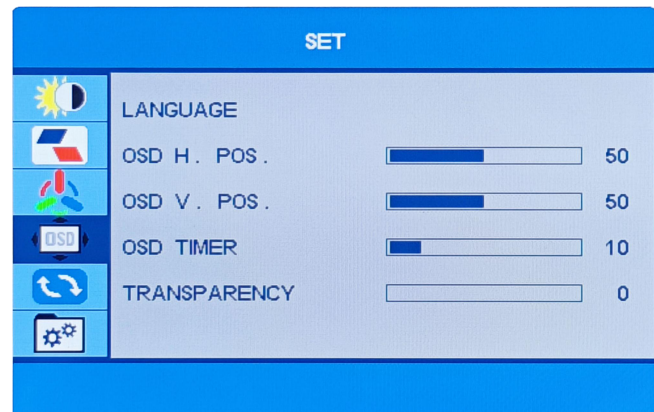 SET
LANGUAGE
OSD H. POS. 50
OSD V. POS. 50
OSD
OSD TIMER 10
TRANSPARENCY 0